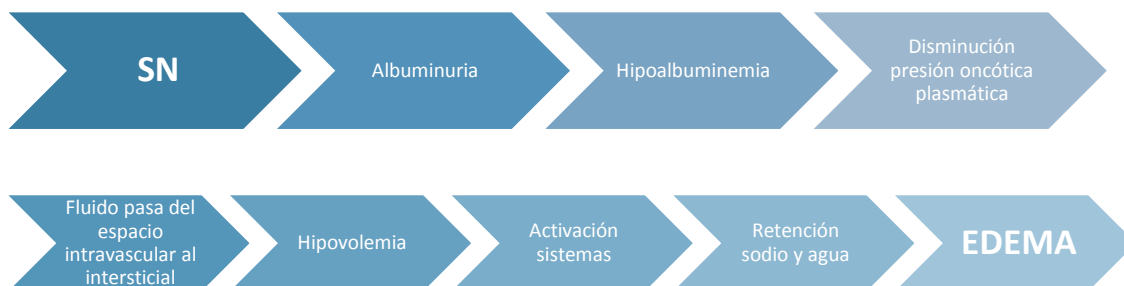 SN
Albuminuria
Hipoalbuminemia
Disminución
presión oncótica
plasmática
Fluido pasa del
espacio
intravascular al
intersticial
Hipovolemia
Activación
sistemas
Retención
sodio y agua
EDEMA